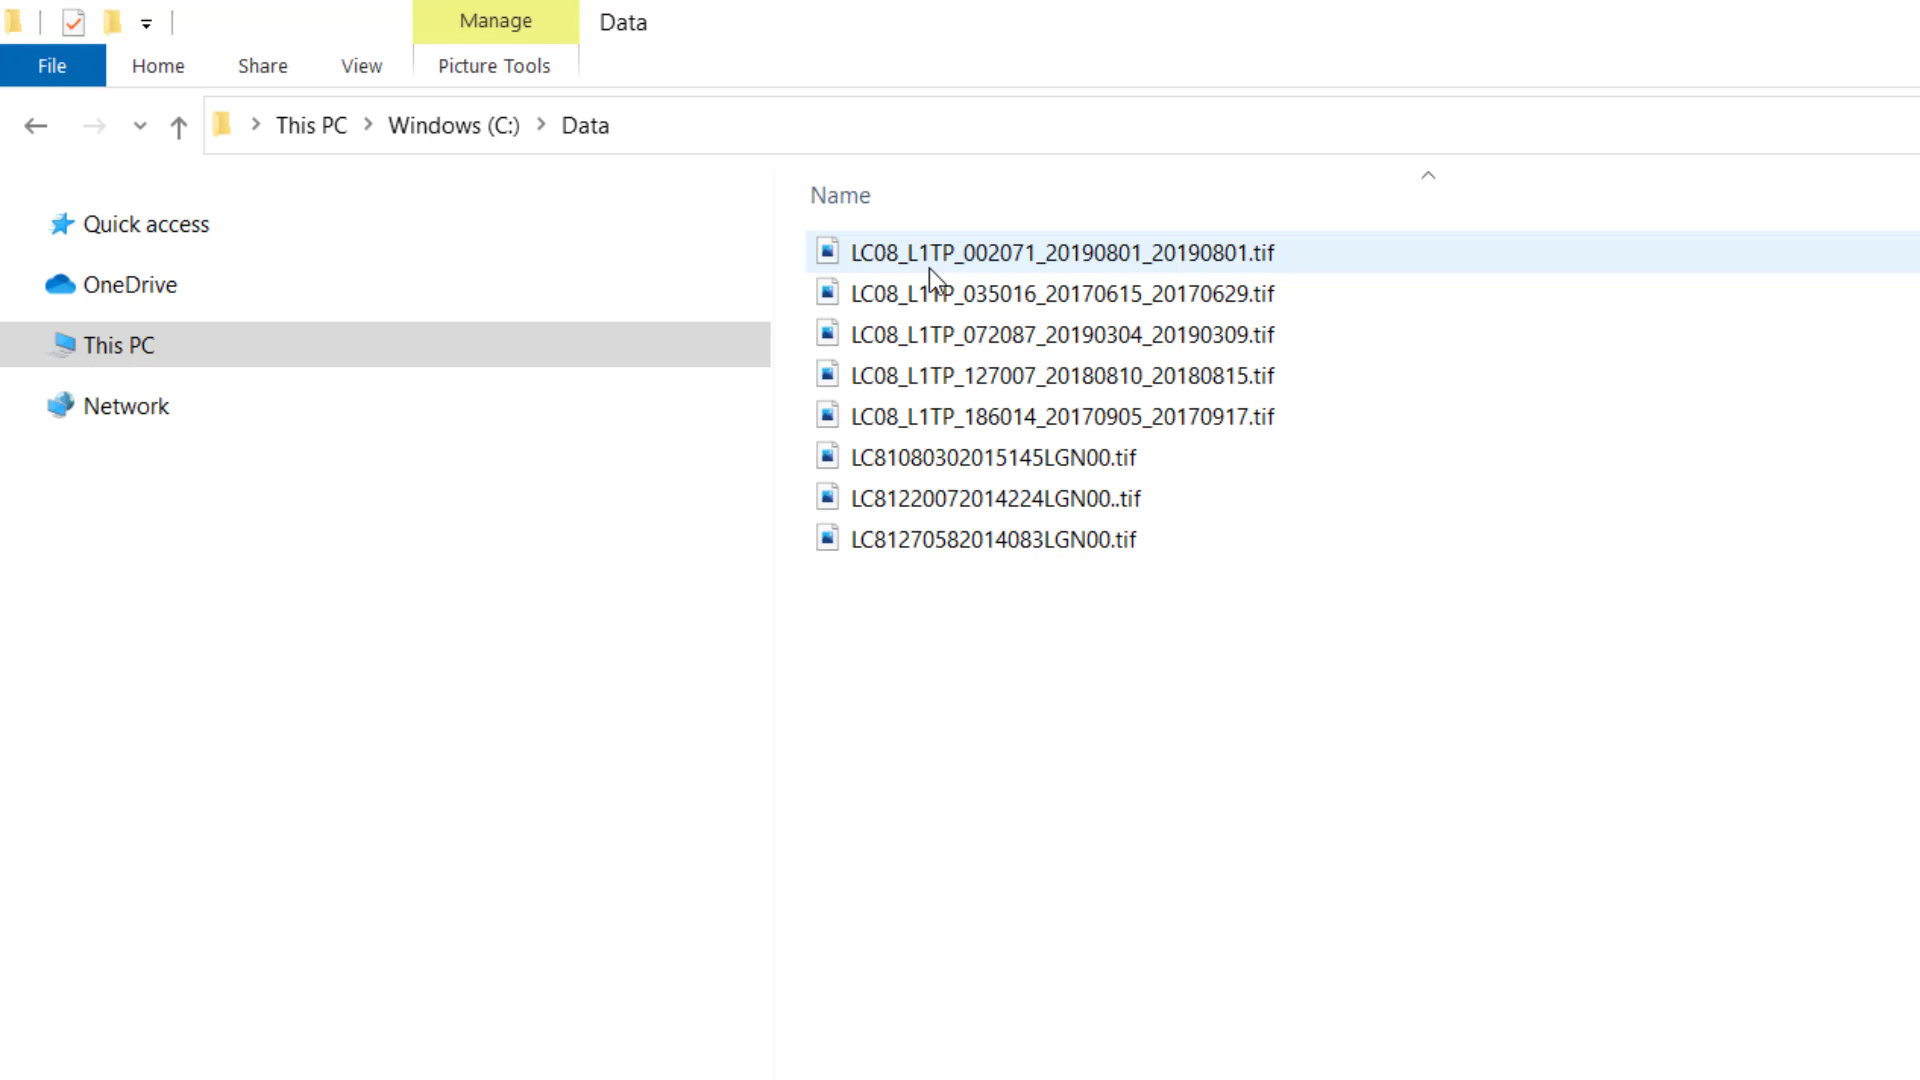 Manage Data
File Home Share View Picture Tools
This PC Windows (C:) Data
Name
Quick access
OneDrive
This PC
Network
LC08_L1TP_002071_20190801_20190801.tif
LC08_L1TP_035016_20170615_20170629.tif
LC08_L1TP_072087_20190304_20190309.tif
LC08_L1TP_127007_20180810_20180815.tif
LC08_L1TP_186014_20170905_20170917.tif
LC81080302015145LGN00.tif
LC81220072014224LGN00..tif
LC81270582014083LGN00.tif